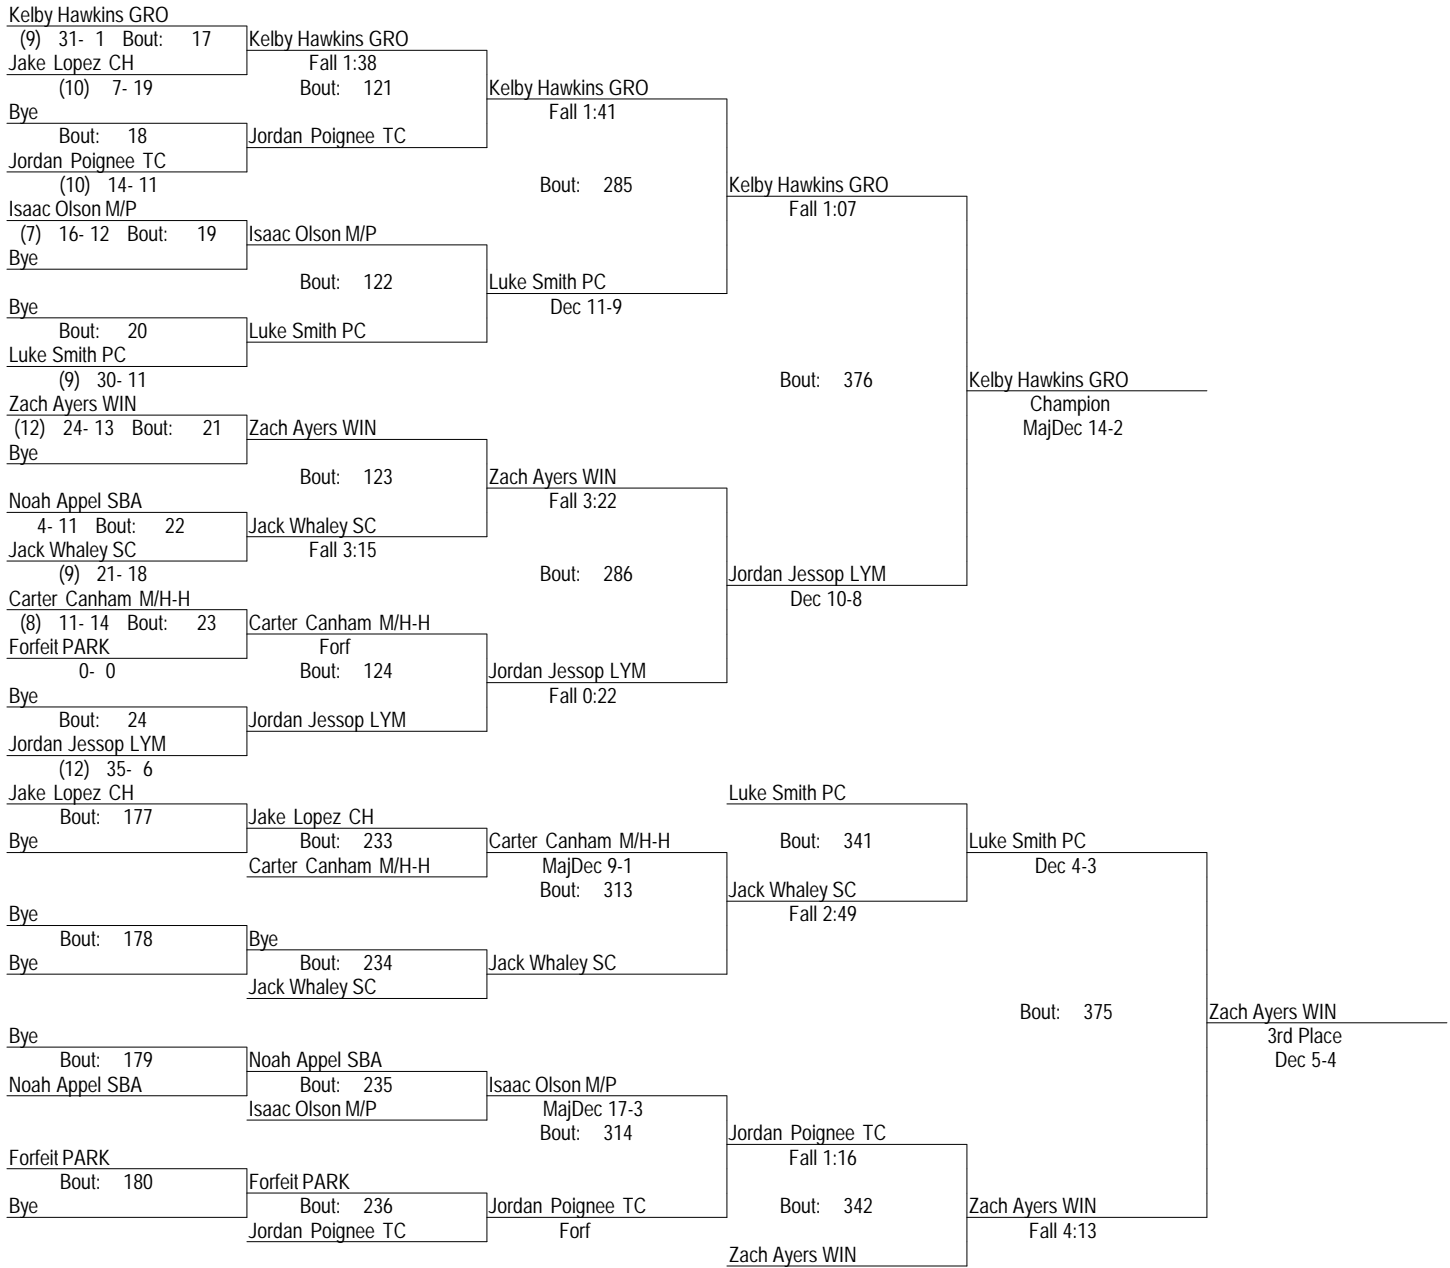 Kelby Hawkins GRO
(9) 31- 1 Bout: 17 Kelby Hawkins GRO
Jake Lopez CH Fall 1:38
(10) 7- 19 Bout: 121 Kelby Hawkins GRO
Bye Fall 1:41
Bout: 18 Jordan Poignee TC
Jordan Poignee TC
(10) 14- 11 Bout: 285 Kelby Hawkins GRO
Isaac Olson M/P Fall 1:07
(7) 16- 12 Bout: 19 Isaac Olson M/P
Bye
Bout: 122 Luke Smith PC
Bye Dec 11-9
Bout: 20 Luke Smith PC
Luke Smith PC
(9) 30- 11 Bout: 376 Kelby Hawkins GRO
Zach Ayers WIN Champion
(12) 24- 13 Bout: 21 Zach Ayers WIN MajDec 14-2
Bye
Bout: 123 Zach Ayers WIN
Noah Appel SBA Fall 3:22
4- 11 Bout: 22 Jack Whaley SC
Jack Whaley SC Fall 3:15
(9) 21- 18 Bout: 286 Jordan Jessop LYM
Carter Canham M/H-H Dec 10-8
(8) 11- 14 Bout: 23 Carter Canham M/H-H
Forfeit PARK Forf
0- 0 Bout: 124 Jordan Jessop LYM
Bye Fall 0:22
Bout: 24 Jordan Jessop LYM
Jordan Jessop LYM
(12) 35- 6
Jake Lopez CH Luke Smith PC
Bout: 177 Jake Lopez CH
Bye Bout: 233 Carter Canham M/H-H Bout: 341 Luke Smith PC
Carter Canham M/H-H MajDec 9-1 Dec 4-3
Bout: 313 Jack Whaley SC
Bye Fall 2:49
Bout: 178 Bye
Bye Bout: 234 Jack Whaley SC
Jack Whaley SC
Bout: 375 Zach Ayers WIN
Bye 3rd Place
Bout: 179 Noah Appel SBA Dec 5-4
Noah Appel SBA Bout: 235 Isaac Olson M/P
Isaac Olson M/P MajDec 17-3
Bout: 314 Jordan Poignee TC
Forfeit PARK Fall 1:16
Bout: 180 Forfeit PARK
Bye Bout: 236 Jordan Poignee TC Bout: 342 Zach Ayers WIN
Jordan Poignee TC Forf Fall 4:13
Zach Ayers WIN